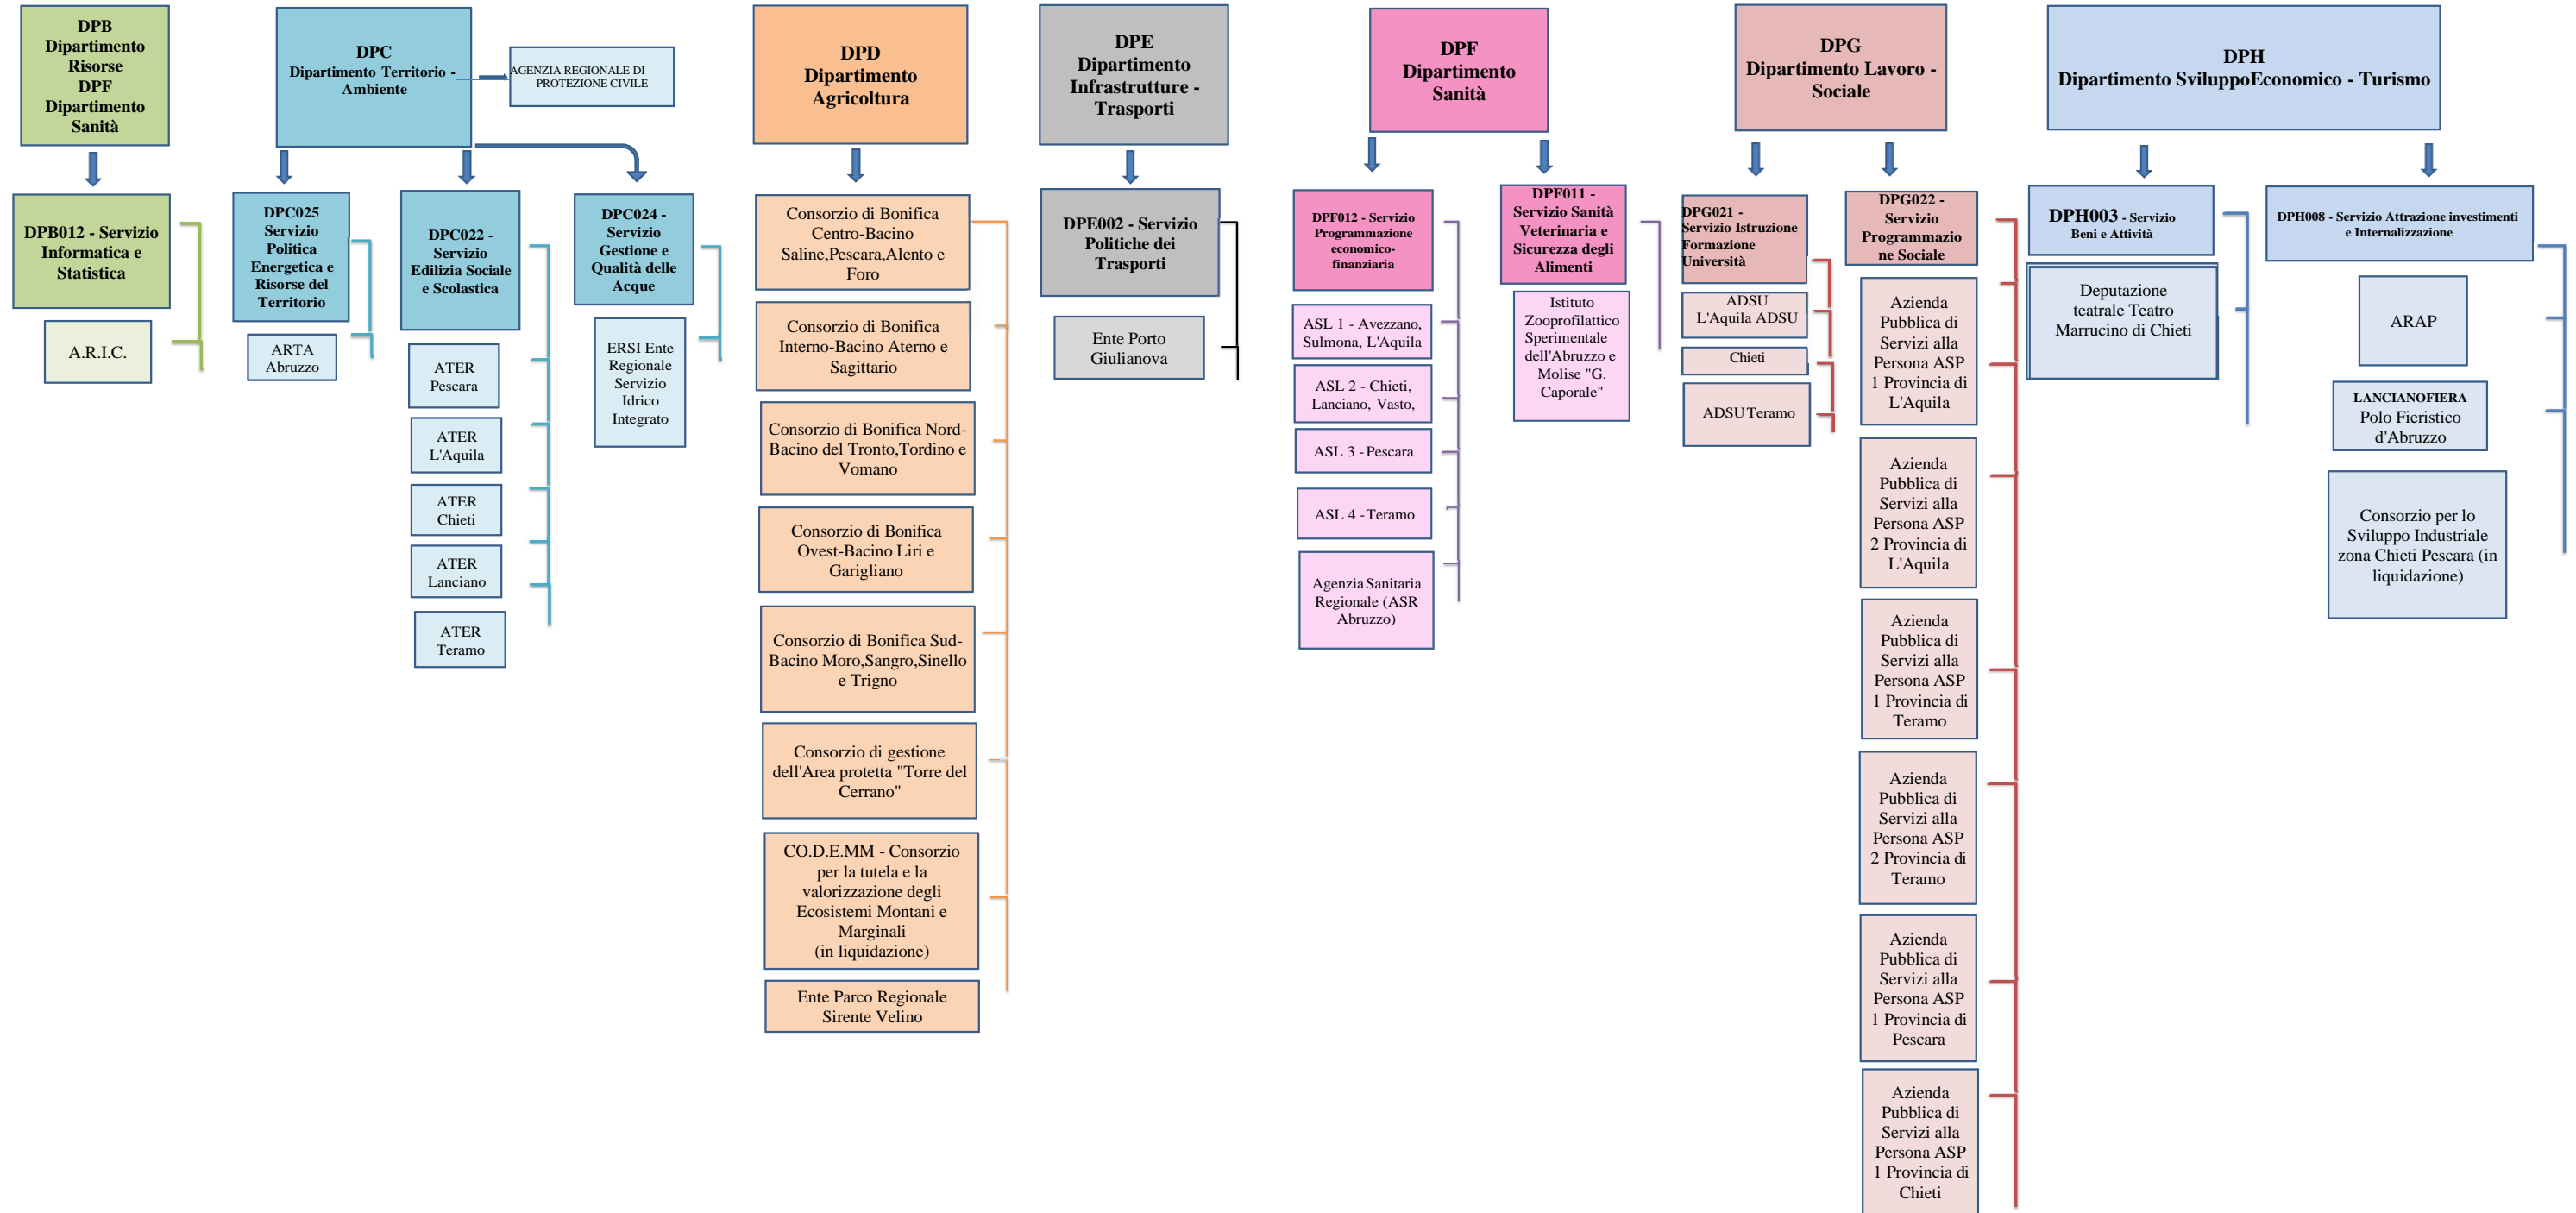 DPB
Dipartimento
Risorse
DPF
Dipartimento
Sanità
DPB012 - Servizio
Informatica e
Statistica
A.R.I.C.
DPC
Dipartimento Territorio -
Ambiente
AGENZIA REGIONALE DI
PROTEZIONE CIVILE
DPC025
Servizio
Politica
Energetica e
Risorse del
Territorio
ARTA
Abruzzo
DPC022 -
Servizio
Edilizia Sociale
e Scolastica
ATER
Pescara
ATER
L'Aquila
ATER
Chieti
ATER
Lanciano
ATER
Teramo
DPC024 -
Servizio
Gestione e
Qualità delle
Acque
ERSI Ente
Regionale
Servizio
Idrico
Integrato
DPD
Dipartimento
Agricoltura
Consorzio di Bonifica
Centro-Bacino
Saline,Pescara,Alento e
Foro
Consorzio di Bonifica
Interno-Bacino Aterno e
Sagittario
Consorzio di Bonifica Nord-
Bacino del Tronto,Tordino e
Vomano
Consorzio di Bonifica
Ovest-Bacino Liri e
Garigliano
Consorzio di Bonifica Sud-
Bacino Moro,Sangro,Sinello
e Trigno
Consorzio di gestione
dell'Area protetta "Torre del
Cerrano"
CO.D.E.MM - Consorzio
per la tutela e la
valorizzazione degli
Ecosistemi Montani e
Marginali
(in liquidazione)
Ente Parco Regionale
Sirente Velino
DPE
Dipartimento
Infrastrutture -
Trasporti
DPE002 - Servizio
Politiche dei
Trasporti
Ente Porto
Giulianova
DPF
Dipartimento
Sanità
DPF012 - Servizio
Programmazione
economico-
finanziaria
ASL 1 - Avezzano,
Sulmona, L'Aquila
ASL 2 - Chieti,
Lanciano, Vasto,
ASL 3 - Pescara
ASL 4 - Teramo
Agenzia Sanitaria
Regionale (ASR
Abruzzo)
DPF011 -
Servizio Sanità
Veterinaria e
Sicurezza degli
Alimenti
Istituto
Zooprofilattico
Sperimentale
dell'Abruzzo e
Molise "G.
Caporale"
DPG
Dipartimento Lavoro -
Sociale
DPG021 -
Servizio Istruzione
Formazione
Università
ADSU
L'Aquila ADSU
Chieti
ADSU Teramo
DPG022 -
Servizio
Programmazio
ne Sociale
Azienda
Pubblica di
Servizi alla
Persona ASP
1 Provincia di
L'Aquila
Azienda
Pubblica di
Servizi alla
Persona ASP
2 Provincia di
L'Aquila
Azienda
Pubblica di
Servizi alla
Persona ASP
1 Provincia di
Teramo
Azienda
Pubblica di
Servizi alla
Persona ASP
2 Provincia di
Teramo
Azienda
Pubblica di
Servizi alla
Persona ASP
1 Provincia di
Pescara
Azienda
Pubblica di
Servizi alla
Persona ASP
1 Provincia di
Chieti
DPH
Dipartimento SviluppoEconomico - Turismo
DPH003 - Servizio
Beni e Attività
Deputazione
teatrale Teatro
Marrucino di Chieti
DPH008 - Servizio Attrazione investimenti
e Internalizzazione
ARAP
LANCIANOFIERA
Polo Fieristico
d'Abruzzo
Consorzio per lo
Sviluppo Industriale
zona Chieti Pescara (in
liquidazione)